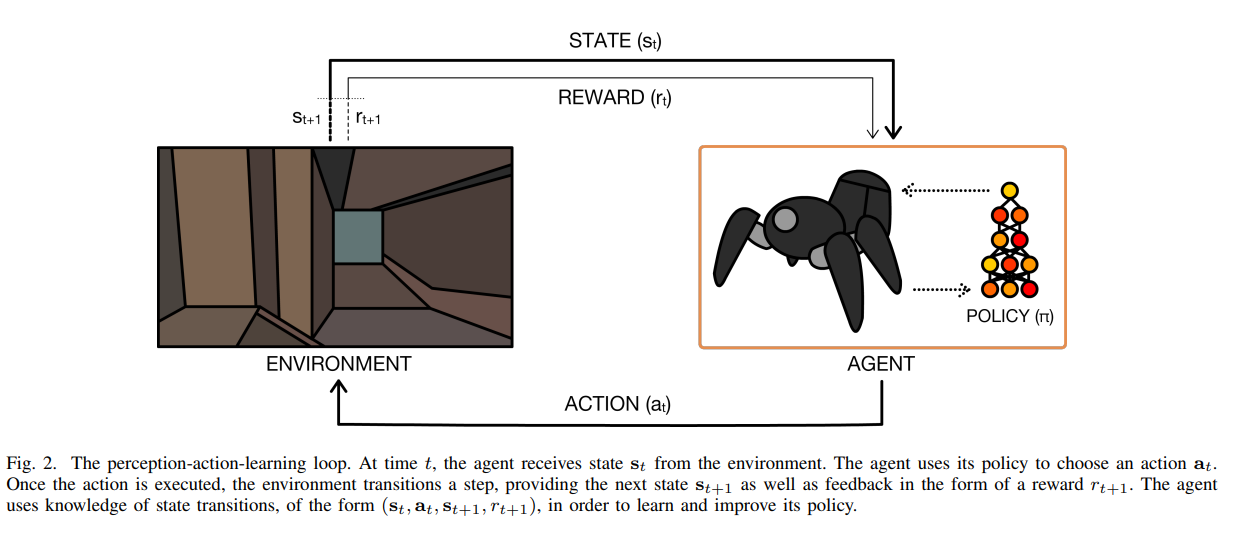 STATE (sₜ)
REWARD (rₜ)
sₜ₊₁ rₜ₊₁
POLICY (π)
ENVIRONMENT AGENT
ACTION (aₜ)
Fig. 2. The perception-action-learning loop. At time t, the agent receives state sₜ from the environment. The agent uses its policy to choose an action aₜ.
Once the action is executed, the environment transitions a step, providing the next state sₜ₊₁ as well as feedback in the form of a reward rₜ₊₁. The agent
uses knowledge of state transitions, of the form (sₜ, aₜ, sₜ₊₁, rₜ₊₁), in order to learn and improve its policy.